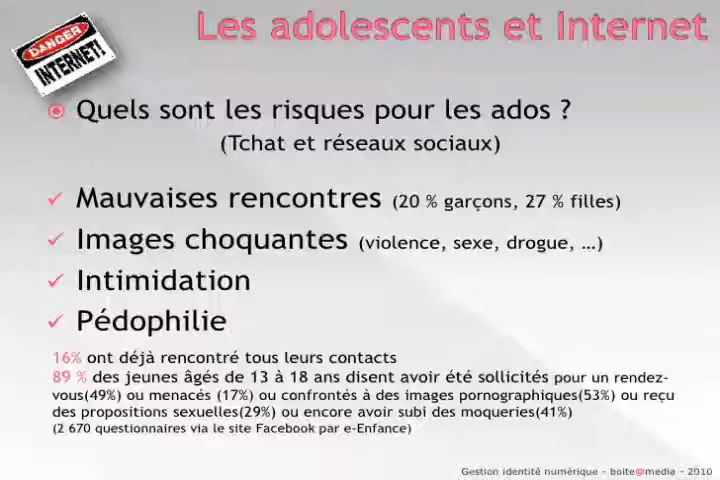 Les adolescents et Internet
DANGER
INTERNET!
Quels sont les risques pour les ados ?
(Tchat et réseaux sociaux)
Mauvaises rencontres (20 % garçons, 27 % filles)
Images choquantes (violence, sexe, drogue, ...)
Intimidation
Pédophilie
16% ont déjà rencontré tous leurs contacts
89 % des jeunes âgés de 13 à 18 ans disent avoir été sollicités pour un rendez-
vous(49%) ou menacés (17%) ou confrontés à des images pornographiques(53%) ou reçu
des propositions sexuelles(29%) ou encore avoir subi des moqueries(41%)
(2 670 questionnaires via le site Facebook par e-Enfance)
Gestion identité numérique - boite@media - 2010